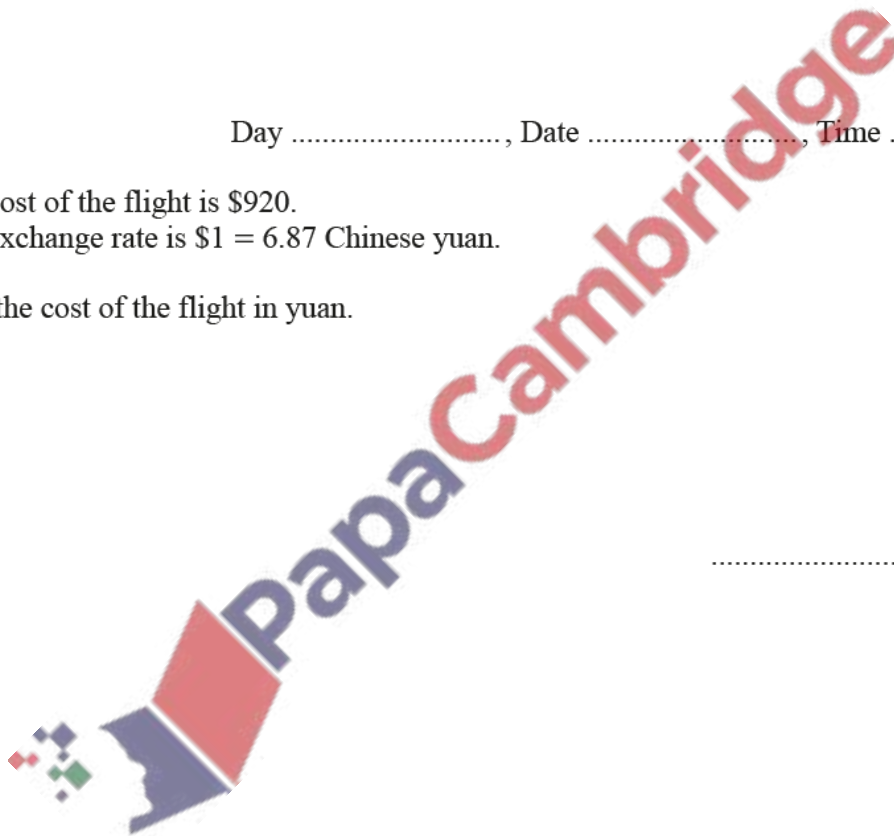 Day ..........................., Date ..........................., Time .
ost of the flight is $920.
xchange rate is $1 = 6.87 Chinese yuan.
the cost of the flight in yuan.
PapaCambridge
........................